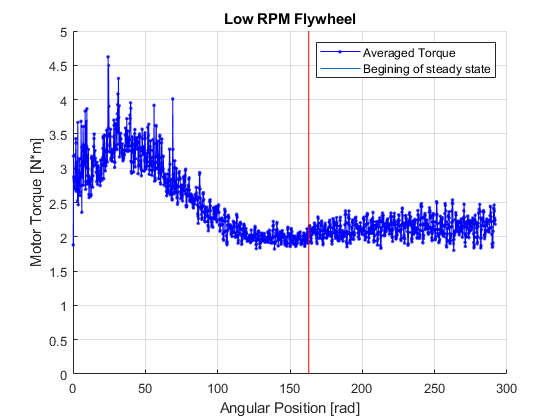 Low RPM Flywheel
Averaged Torque
Begining of steady state
Motor Torque [N*m]
5
4.5
4
3.5
3
2.5
2
1.5
1
0.5
0
0 50 100 150 200 250 300
Angular Position [rad]